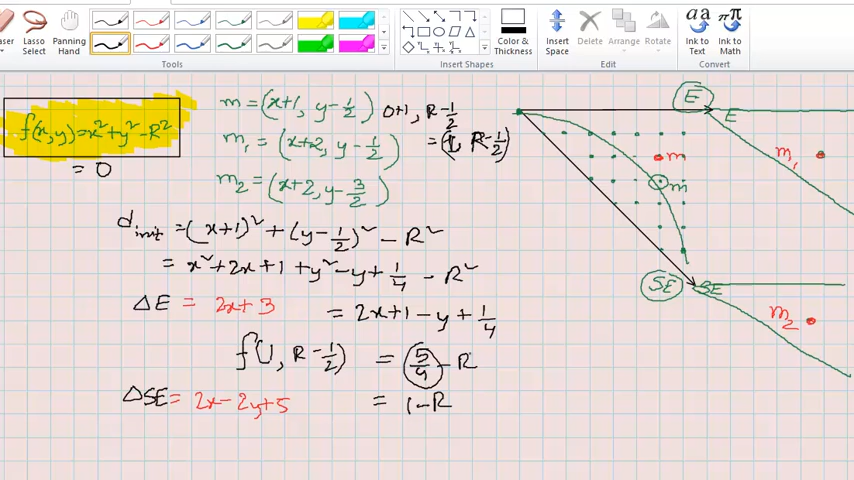 Eraser
Lasso Select
Panning Hand
Tools
Insert Shapes
Color & Thickness
Insert Space
Delete
Arrange
Rotate
Edit
Ink to Text
Ink to Math
Convert
f(x,y)=x²+y²-R²
= 0
m = (x+1, y-1/2) 0+1, R-1/2
m₁ = (x+2, y-1/2) = (1, R-1/2)
m₂ = (x+2, y-3/2)
d_init = (x+1)² + (y-1/2)² - R²
= x²+2x+1+y²-y+1/4 - R²
ΔE = 2x+3
= 2x+1-y+1/4
f(1, R-1/2) = 5/4 - R
ΔSE = 2x-2y+5
= 1-R
E
E
m
m₁
m
SE
SE
m₂